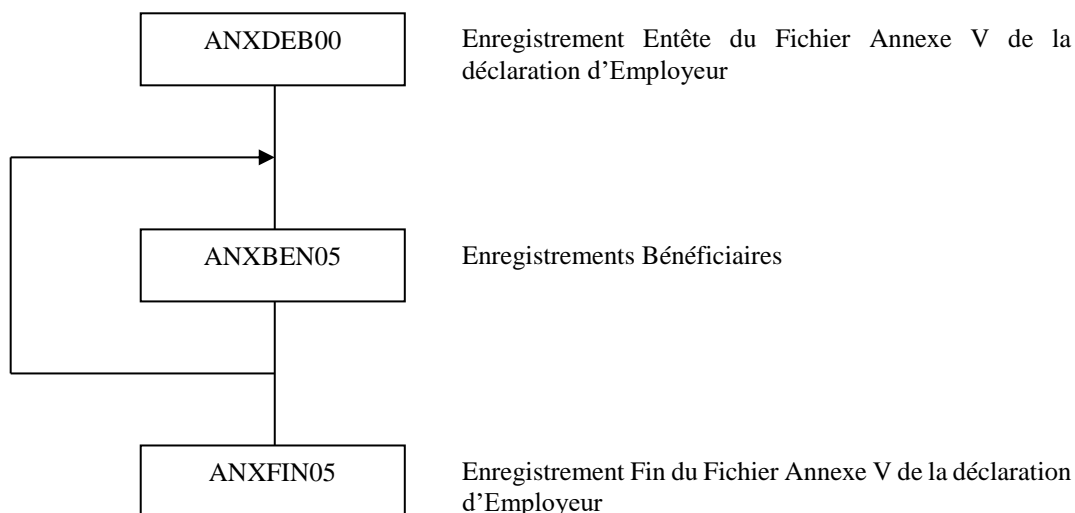 ANXDEB00
Enregistrement Entête du Fichier Annexe V de la
déclaration d’Employeur
ANXBEN05
Enregistrements Bénéficiaires
ANXFIN05
Enregistrement Fin du Fichier Annexe V de la déclaration
d’Employeur